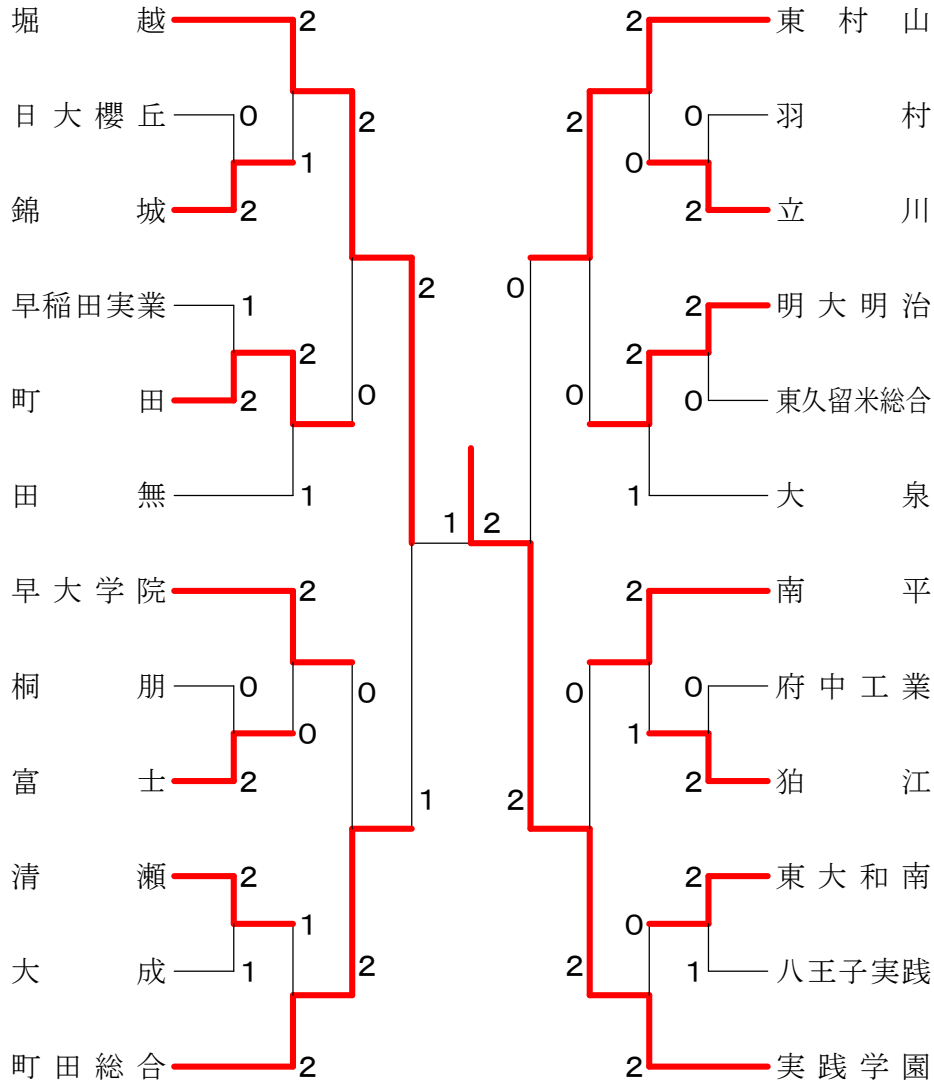 堀越 2 2 東村山
日大櫻丘 0 2 2 0 羽村
1 0
錦城 2 2 立川
2 0
早稲田実業 1 2 明大明治
2 2
町田 2 0 0 0 東久留米総合
田無 1 1 大泉
1 2
早大学院 2 2 南平
桐朋 0 0 0 0 府中工業
0 1
富士 2 2 狛江
1 2
清瀬 2 2 東大和南
1 0
大成 1 2 2 1 八王子実践
町田総合 2 2 実践学園